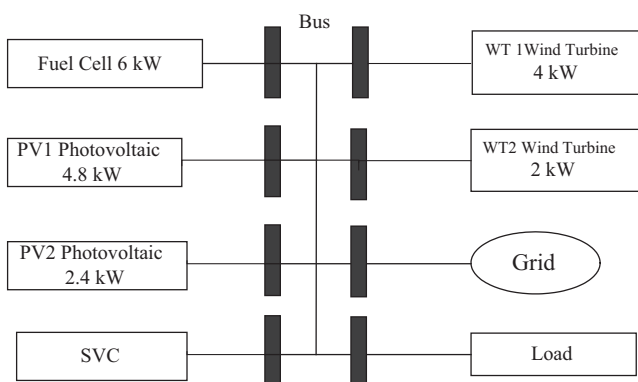 Bus
Fuel Cell 6 kW
WT 1Wind Turbine
4 kW
PV1 Photovoltaic
4.8 kW
WT2 Wind Turbine
2 kW
PV2 Photovoltaic
2.4 kW
Grid
SVC
Load